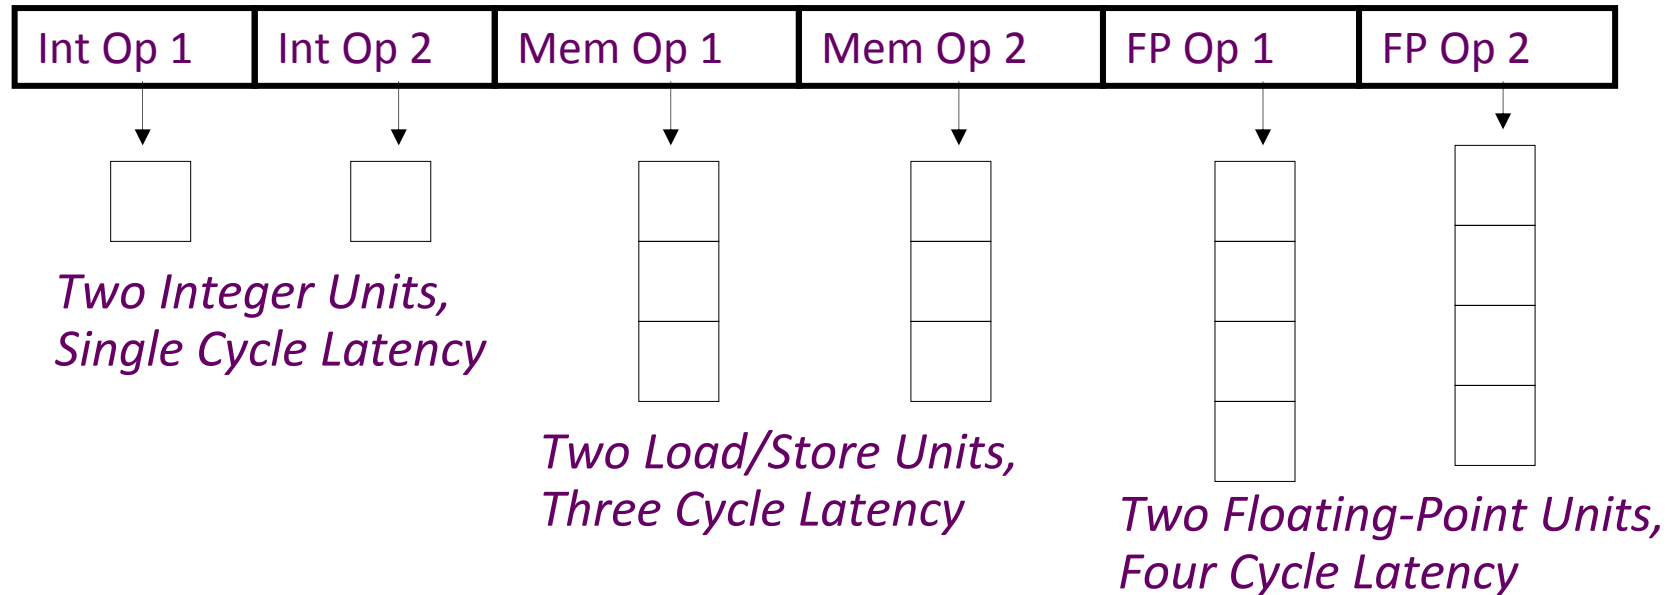 Int Op 1 Int Op 2 Mem Op 1 Mem Op 2 FP Op 1 FP Op 2
Two Integer Units,
Single Cycle Latency
Two Load/Store Units,
Three Cycle Latency
Two Floating-Point Units,
Four Cycle Latency